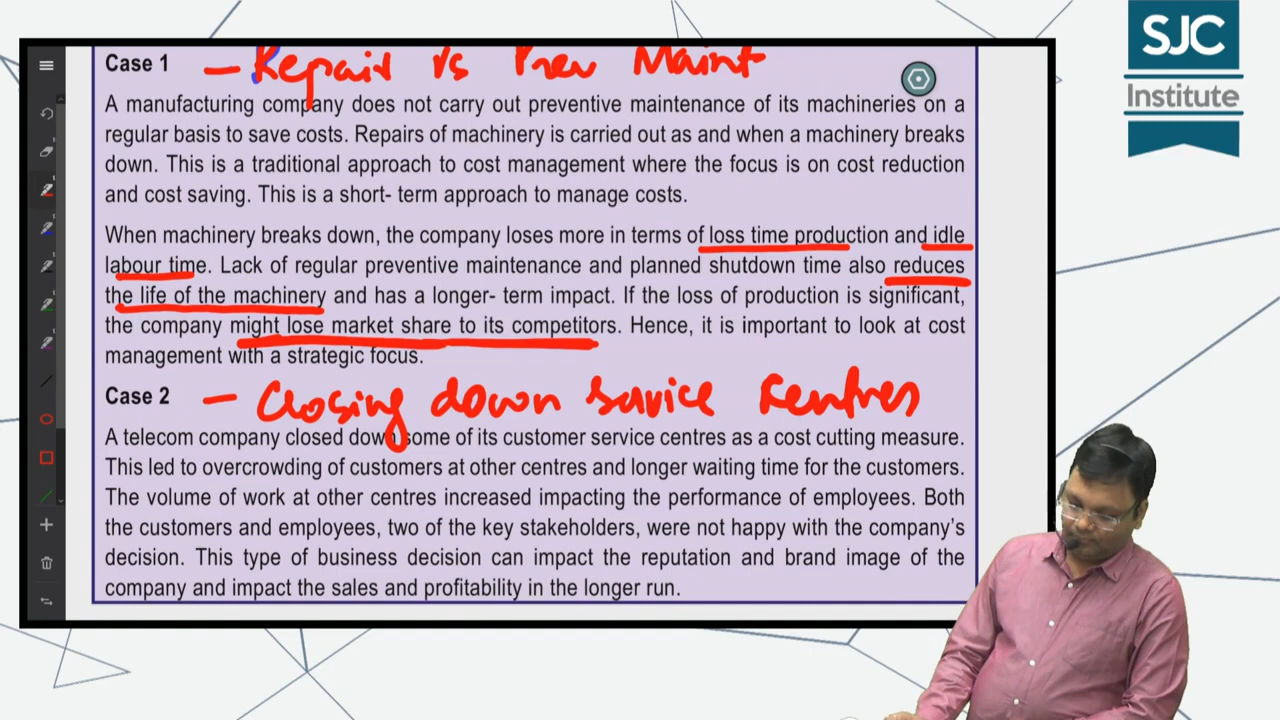 SJC
Institute
Case 1 – Repair vs Prev Maint
A manufacturing company does not carry out preventive maintenance of its machineries on a
regular basis to save costs. Repairs of machinery is carried out as and when a machinery breaks
down. This is a traditional approach to cost management where the focus is on cost reduction
and cost saving. This is a short- term approach to manage costs.
When machinery breaks down, the company loses more in terms of loss time production and idle
labour time. Lack of regular preventive maintenance and planned shutdown time also reduces
the life of the machinery and has a longer- term impact. If the loss of production is significant,
the company might lose market share to its competitors. Hence, it is important to look at cost
management with a strategic focus.
Case 2 – Closing down Service Centres
A telecom company closed down some of its customer service centres as a cost cutting measure.
This led to overcrowding of customers at other centres and longer waiting time for the customers.
The volume of work at other centres increased impacting the performance of employees. Both
the customers and employees, two of the key stakeholders, were not happy with the company's
decision. This type of business decision can impact the reputation and brand image of the
company and impact the sales and profitability in the longer run.